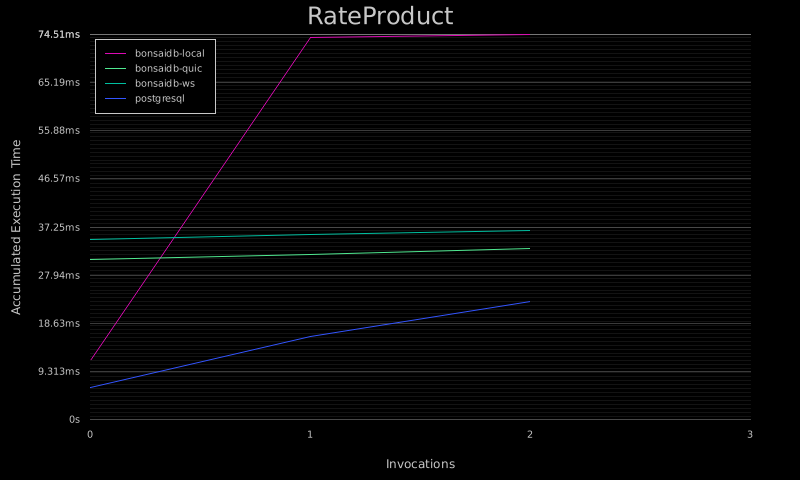 RateProduct
74.51ms
bonsaidb-local
bonsaidb-quic
bonsaidb-ws
postgresql
65.19ms
55.88ms
46.57ms
37.25ms
27.94ms
18.63ms
9.313ms
0s
Accumulated Execution Time
0 1 2 3
Invocations